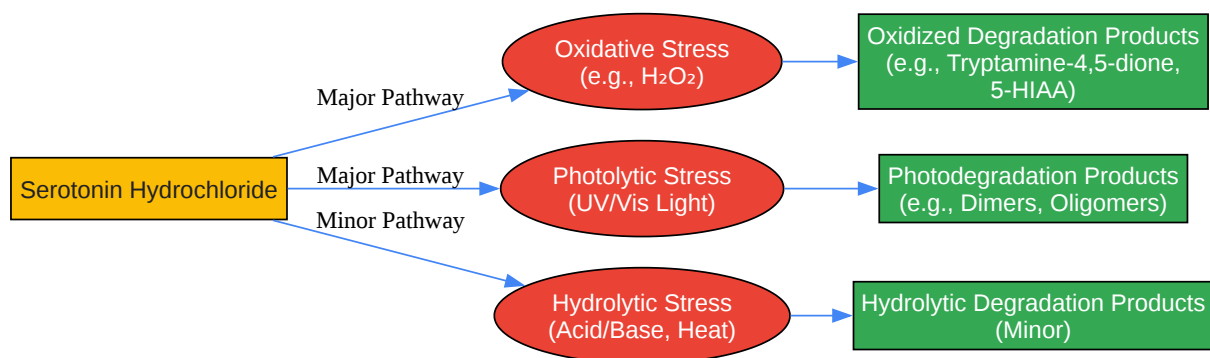 Serotonin Hydrochloride
Major Pathway
Oxidative Stress
(e.g., H₂O₂)
Oxidized Degradation Products
(e.g., Tryptamine-4,5-dione,
5-HIAA)
Major Pathway
Photolytic Stress
(UV/Vis Light)
Photodegradation Products
(e.g., Dimers, Oligomers)
Minor Pathway
Hydrolytic Stress
(Acid/Base, Heat)
Hydrolytic Degradation Products
(Minor)